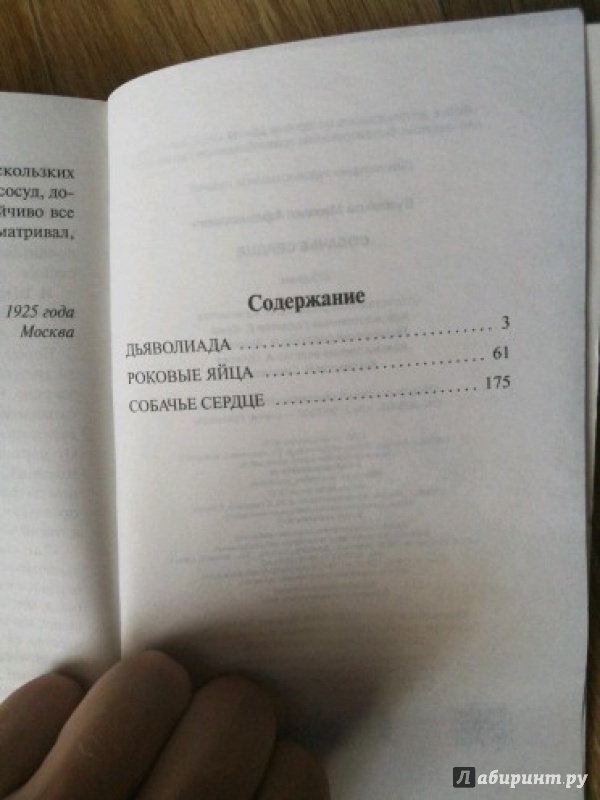 скользких
сосуд, до-
йчиво все
матривал,
1925 года
Москва
Содержание
ДЬЯВОЛИАДА 3
РОКОВЫЕ ЯЙЦА 61
СОБАЧЬЕ СЕРДЦЕ 175
Лабиринт.ру